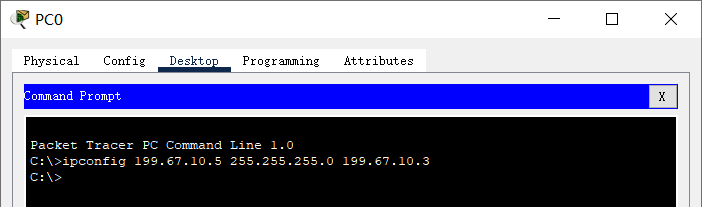 PC0
Physical Config Desktop Programming Attributes
Command Prompt X
Packet Tracer PC Command Line 1.0
C:\>ipconfig 199.67.10.5 255.255.255.0 199.67.10.3
C:\>